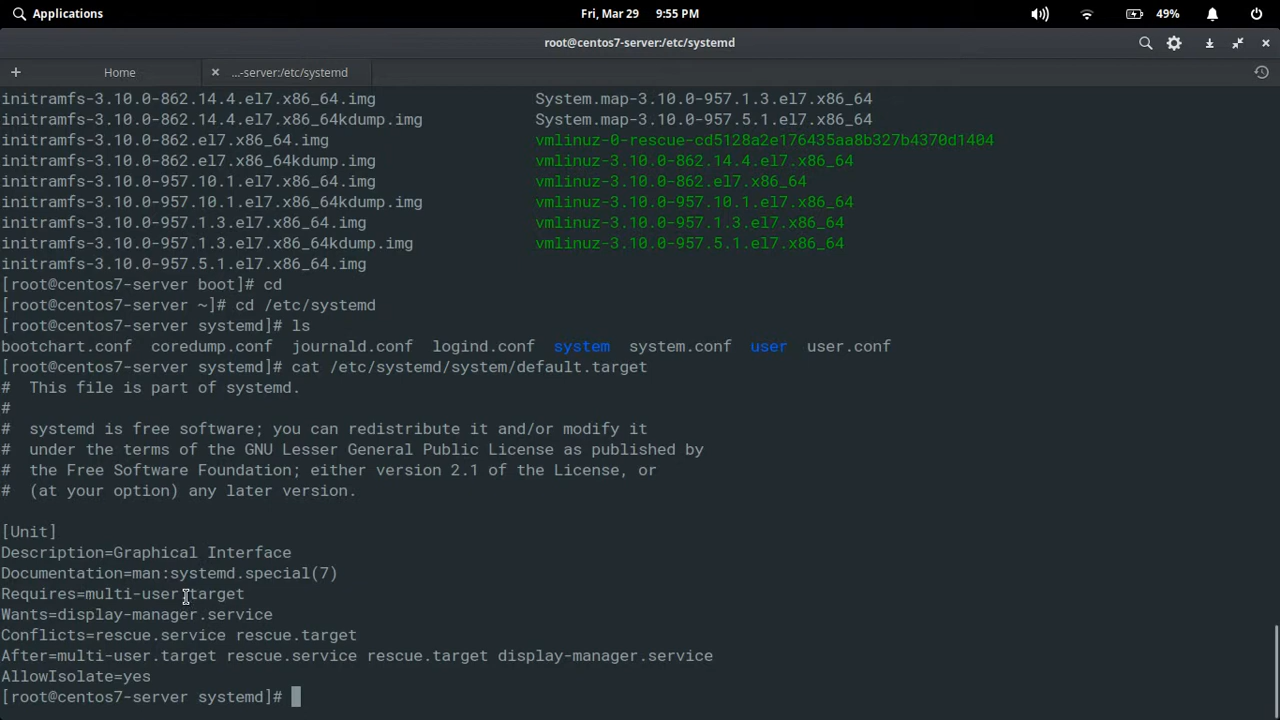 Applications
Fri, Mar 29 9:55 PM
49%
root@centos7-server:/etc/systemd
Home
...-server:/etc/systemd
initramfs-3.10.0-862.14.4.el7.x86_64.img System.map-3.10.0-957.1.3.el7.x86_64
initramfs-3.10.0-862.14.4.el7.x86_64kdump.img System.map-3.10.0-957.5.1.el7.x86_64
initramfs-3.10.0-862.el7.x86_64.img vmlinuz-0-rescue-cd5128a2e176435aa8b327b4370d1404
initramfs-3.10.0-862.el7.x86_64kdump.img vmlinuz-3.10.0-862.14.4.el7.x86_64
initramfs-3.10.0-957.10.1.el7.x86_64.img vmlinuz-3.10.0-862.el7.x86_64
initramfs-3.10.0-957.10.1.el7.x86_64kdump.img vmlinuz-3.10.0-957.10.1.el7.x86_64
initramfs-3.10.0-957.1.3.el7.x86_64.img vmlinuz-3.10.0-957.1.3.el7.x86_64
initramfs-3.10.0-957.1.3.el7.x86_64kdump.img vmlinuz-3.10.0-957.5.1.el7.x86_64
initramfs-3.10.0-957.5.1.el7.x86_64.img
[root@centos7-server boot]# cd
[root@centos7-server ~]# cd /etc/systemd
[root@centos7-server systemd]# ls
bootchart.conf coredump.conf journald.conf logind.conf system system.conf user user.conf
[root@centos7-server systemd]# cat /etc/systemd/system/default.target
# This file is part of systemd.
#
# systemd is free software; you can redistribute it and/or modify it
# under the terms of the GNU Lesser General Public License as published by
# the Free Software Foundation; either version 2.1 of the License, or
# (at your option) any later version.
[Unit]
Description=Graphical Interface
Documentation=man:systemd.special(7)
Requires=multi-user.target
Wants=display-manager.service
Conflicts=rescue.service rescue.target
After=multi-user.target rescue.service rescue.target display-manager.service
AllowIsolate=yes
[root@centos7-server systemd]#